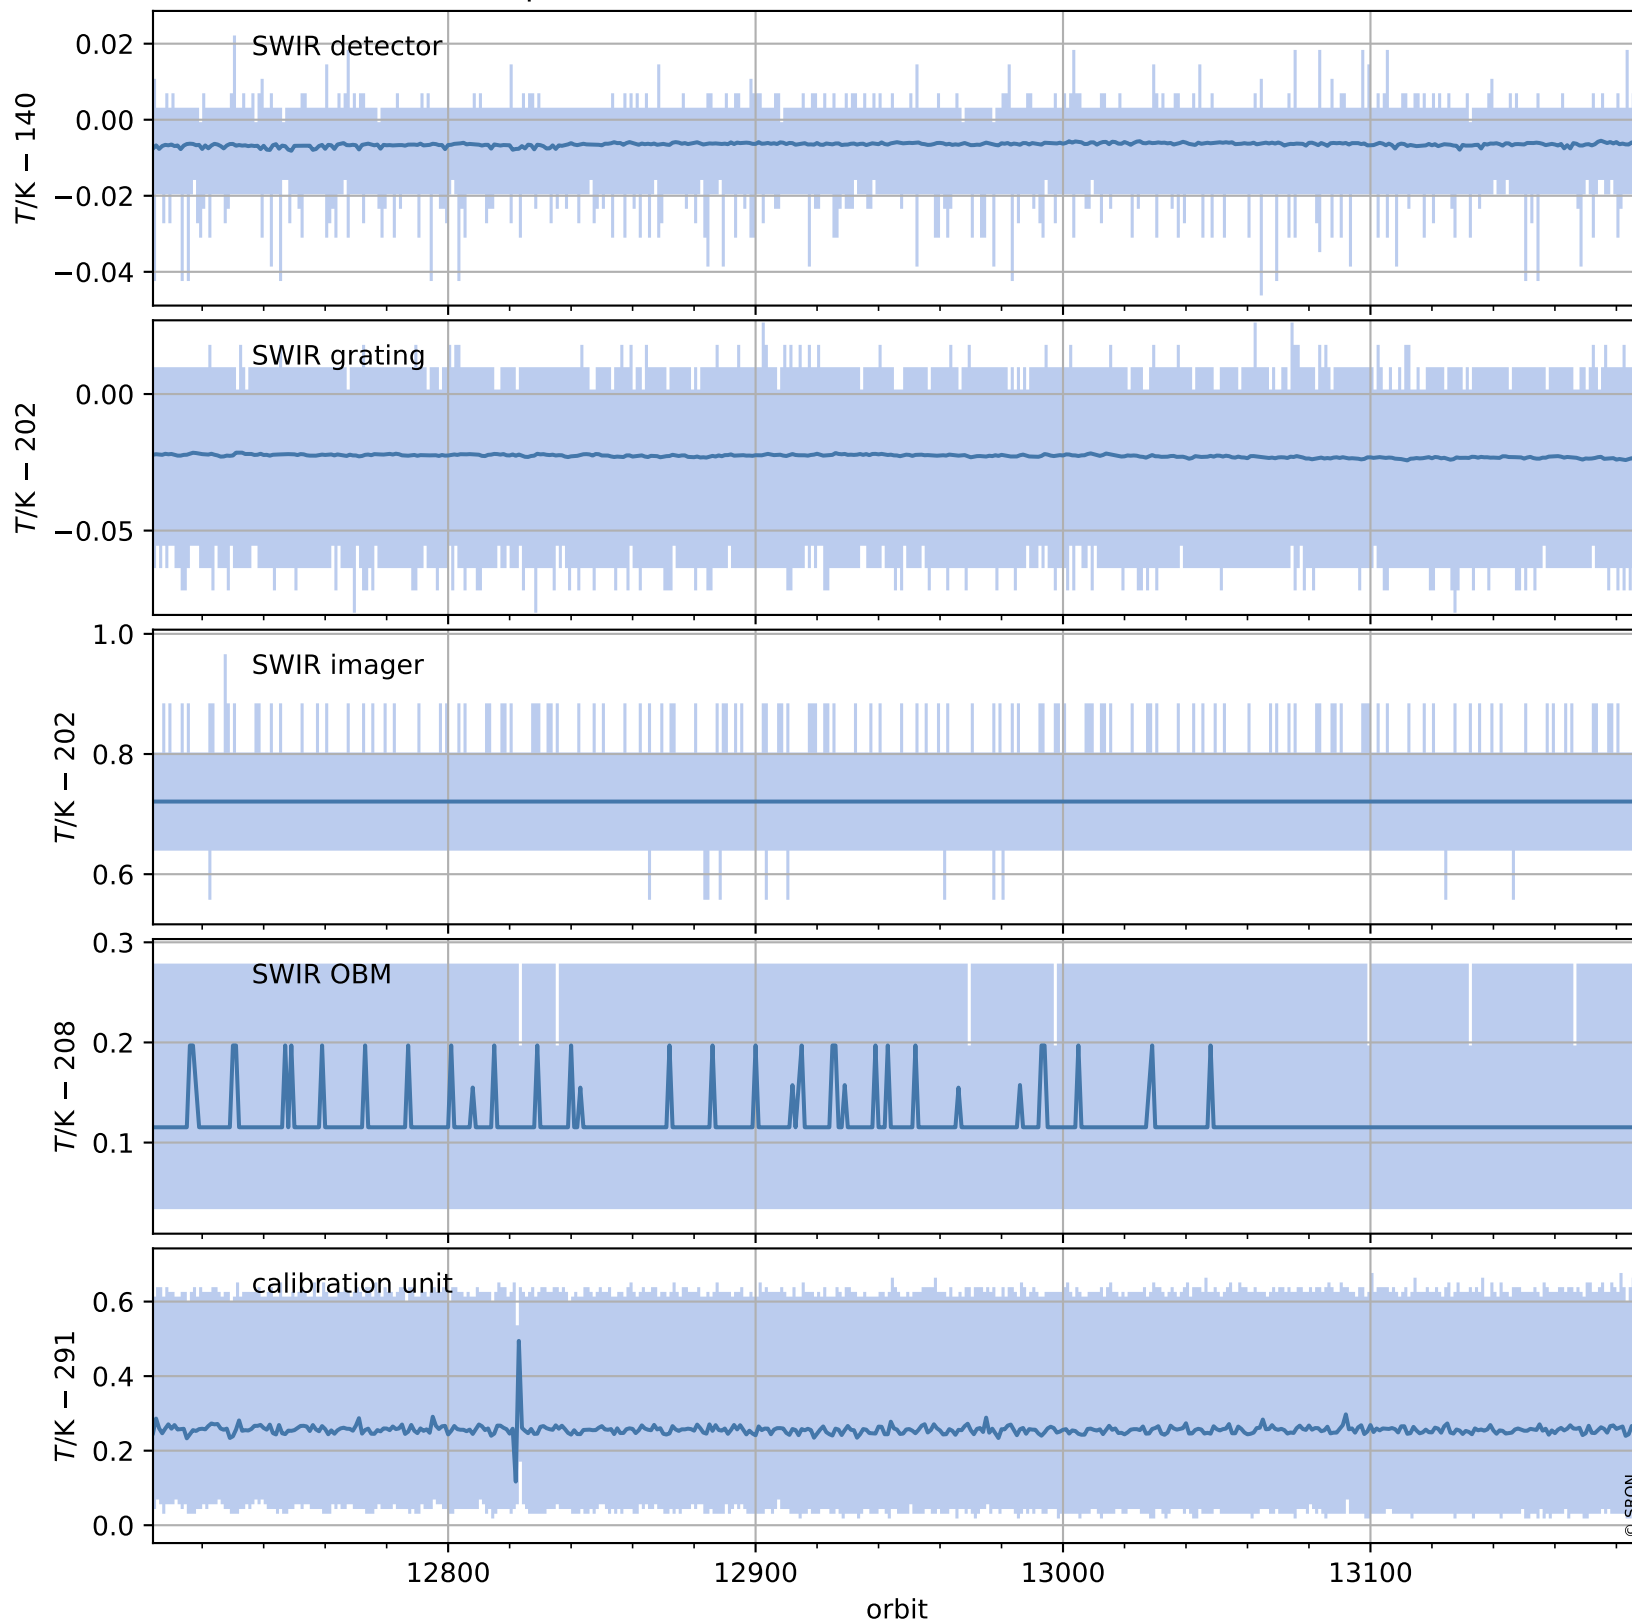 SWIR detector
0.02
0.00
−0.02
−0.04
T/K − 140
SWIR grating
0.00
−0.05
T/K − 202
SWIR imager
1.0
0.8
0.6
T/K − 202
SWIR OBM
0.3
0.2
0.1
T/K − 208
calibration unit
0.6
0.4
0.2
0.0
T/K − 291
12800 12900 13000 13100
orbit
© SRON